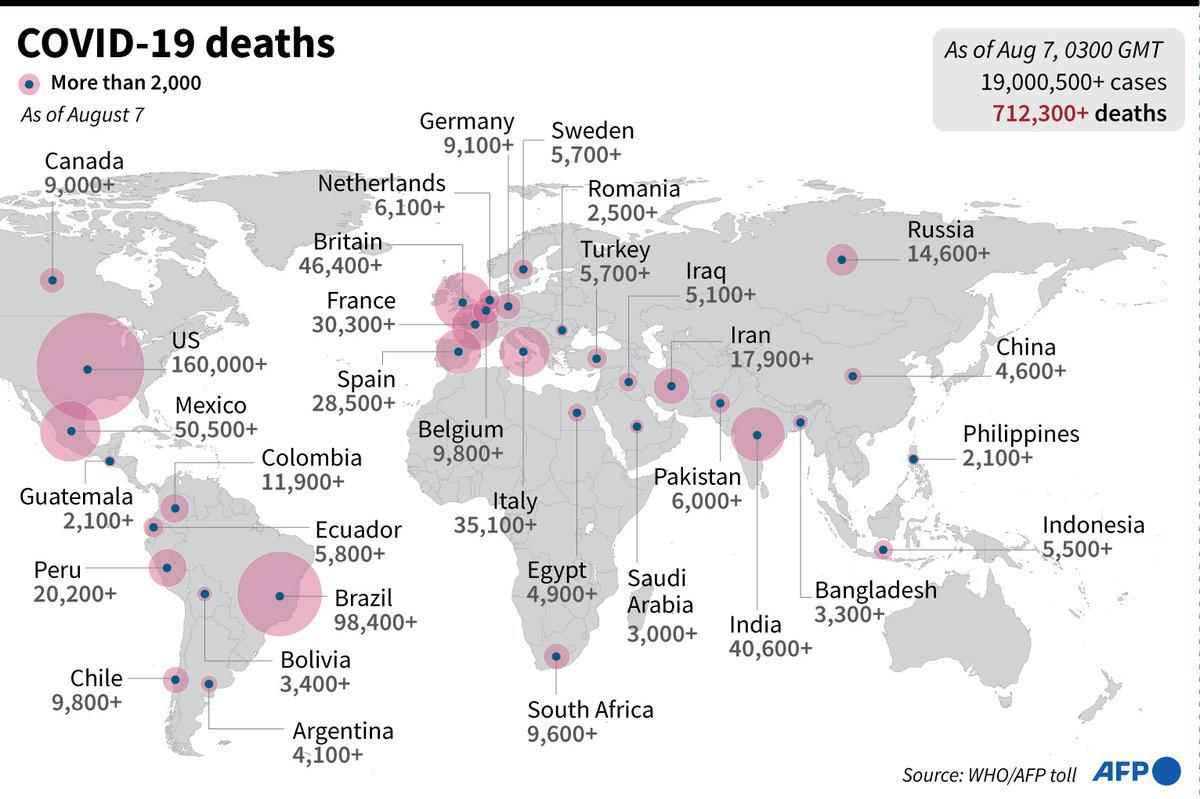 COVID-19 deaths
More than 2,000
As of August 7
As of Aug 7, 0300 GMT
19,000,500+ cases
712,300+ deaths
Canada
9,000+
Germany
9,100+
Sweden
5,700+
Netherlands
6,100+
Romania
2,500+
Britain
46,400+
Turkey
5,700+
Russia
14,600+
Iraq
5,100+
France
30,300+
US
160,000+
Iran
17,900+
China
4,600+
Spain
28,500+
Mexico
50,500+
Belgium
9,800+
Philippines
2,100+
Colombia
11,900+
Pakistan
6,000+
Guatemala
2,100+
Italy
35,100+
Ecuador
5,800+
Indonesia
5,500+
Peru
20,200+
Egypt
4,900+
Saudi
Arabia
3,000+
Bangladesh
3,300+
Brazil
98,400+
India
40,600+
Bolivia
3,400+
Chile
9,800+
South Africa
9,600+
Argentina
4,100+
Source: WHO/AFP toll
AFP